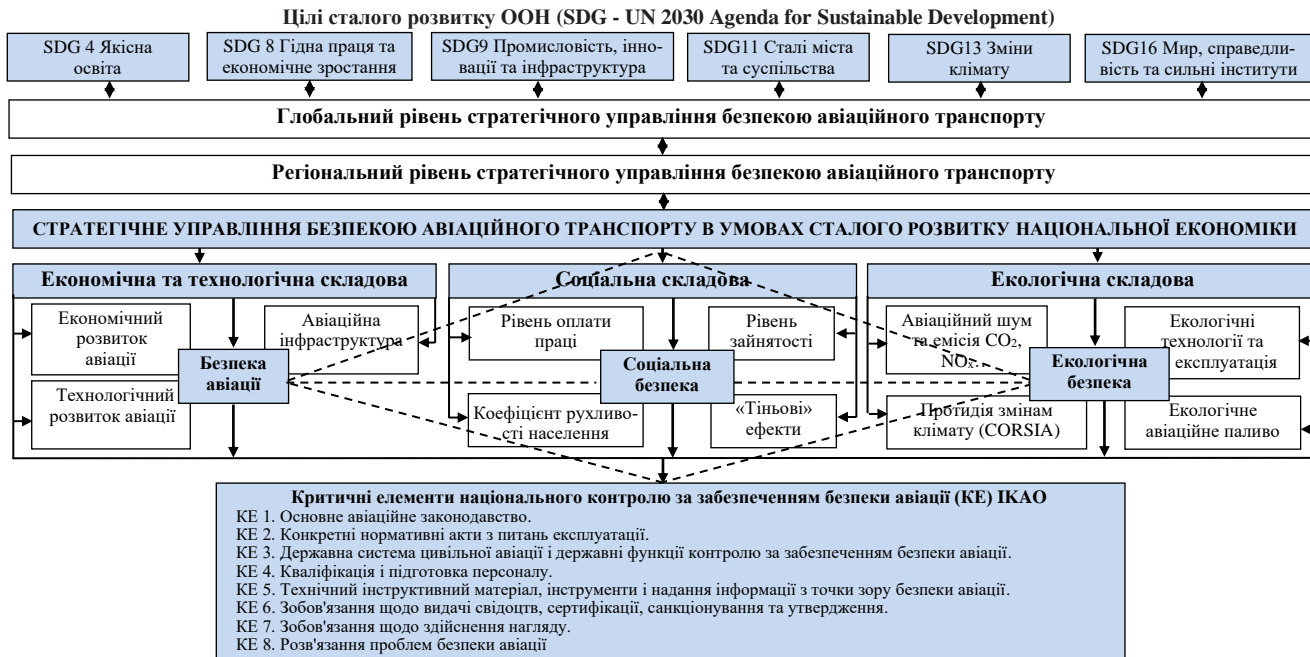 Цілі сталого розвитку ООН (SDG - UN 2030 Agenda for Sustainable Development)
SDG 4 Якісна
освіта
SDG 8 Гідна праця та
економічне зростання
SDG9 Промисловість, інно-
вації та інфраструктура
SDG11 Сталі міста
та суспільства
SDG13 Зміни
клімату
SDG16 Мир, справедли-
вість та сильні інститути
Глобальний рівень стратегічного управління безпекою авіаційного транспорту
Регіональний рівень стратегічного управління безпекою авіаційного транспорту
СТРАТЕГІЧНЕ УПРАВЛІННЯ БЕЗПЕКОЮ АВІАЦІЙНОГО ТРАНСПОРТУ В УМОВАХ СТАЛОГО РОЗВИТКУ НАЦІОНАЛЬНОЇ ЕКОНОМІКИ
Економічна та технологічна складова
Економічний
розвиток
авіації
Авіаційна
інфраструктура
Безпека
авіації
Технологічний
розвиток авіації
Соціальна складова
Рівень оплати
праці
Рівень
зайнятості
Соціальна
безпека
Коефіцієнт рухливо-
сті населення
«Тіньові»
ефекти
Екологічна складова
Авіаційний шум
та емісія CO₂,
NOₓ..
Екологічні
технології та
експлуатація
Екологічна
безпека
Протидія змінам
клімату (CORSIA)
Екологічне
авіаційне паливо
Критичні елементи національного контролю за забезпеченням безпеки авіації (КЕ) ІКАО
КЕ 1. Основне авіаційне законодавство.
КЕ 2. Конкретні нормативні акти з питань експлуатації.
КЕ 3. Державна система цивільної авіації і державні функції контролю за забезпеченням безпеки авіації.
КЕ 4. Кваліфікація і підготовка персоналу.
КЕ 5. Технічний інструктивний матеріал, інструменти і надання інформації з точки зору безпеки авіації.
КЕ 6. Зобов'язання щодо видачі свідоцтв, сертифікації, санкціонування та утвердження.
КЕ 7. Зобов'язання щодо здійснення нагляду.
КЕ 8. Розв'язання проблем безпеки авіації